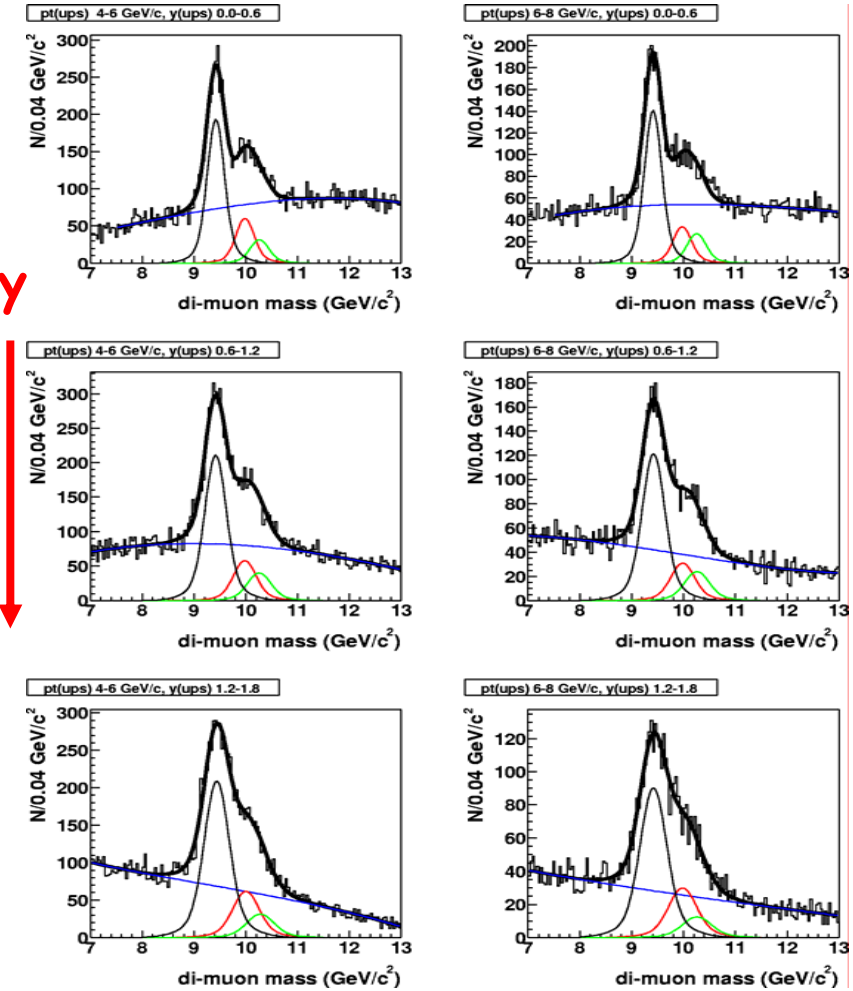 pt(ups) 4-6 GeV/c, y(ups) 0.0-0.6
N/0.04 GeV/c²
300
250
200
150
100
50
0
7 8 9 10 11 12 13
di-muon mass (GeV/c²)
pt(ups) 6-8 GeV/c, y(ups) 0.0-0.6
N/0.04 GeV/c²
200
180
160
140
120
100
80
60
40
20
0
7 8 9 10 11 12 13
di-muon mass (GeV/c²)
y
pt(ups) 4-6 GeV/c, y(ups) 0.6-1.2
N/0.04 GeV/c²
300
250
200
150
100
50
0
7 8 9 10 11 12 13
di-muon mass (GeV/c²)
pt(ups) 6-8 GeV/c, y(ups) 0.6-1.2
N/0.04 GeV/c²
180
160
140
120
100
80
60
40
20
0
7 8 9 10 11 12 13
di-muon mass (GeV/c²)
pt(ups) 4-6 GeV/c, y(ups) 1.2-1.8
N/0.04 GeV/c²
300
250
200
150
100
50
0
7 8 9 10 11 12 13
di-muon mass (GeV/c²)
pt(ups) 6-8 GeV/c, y(ups) 1.2-1.8
N/0.04 GeV/c²
120
100
80
60
40
20
0
7 8 9 10 11 12 13
di-muon mass (GeV/c²)